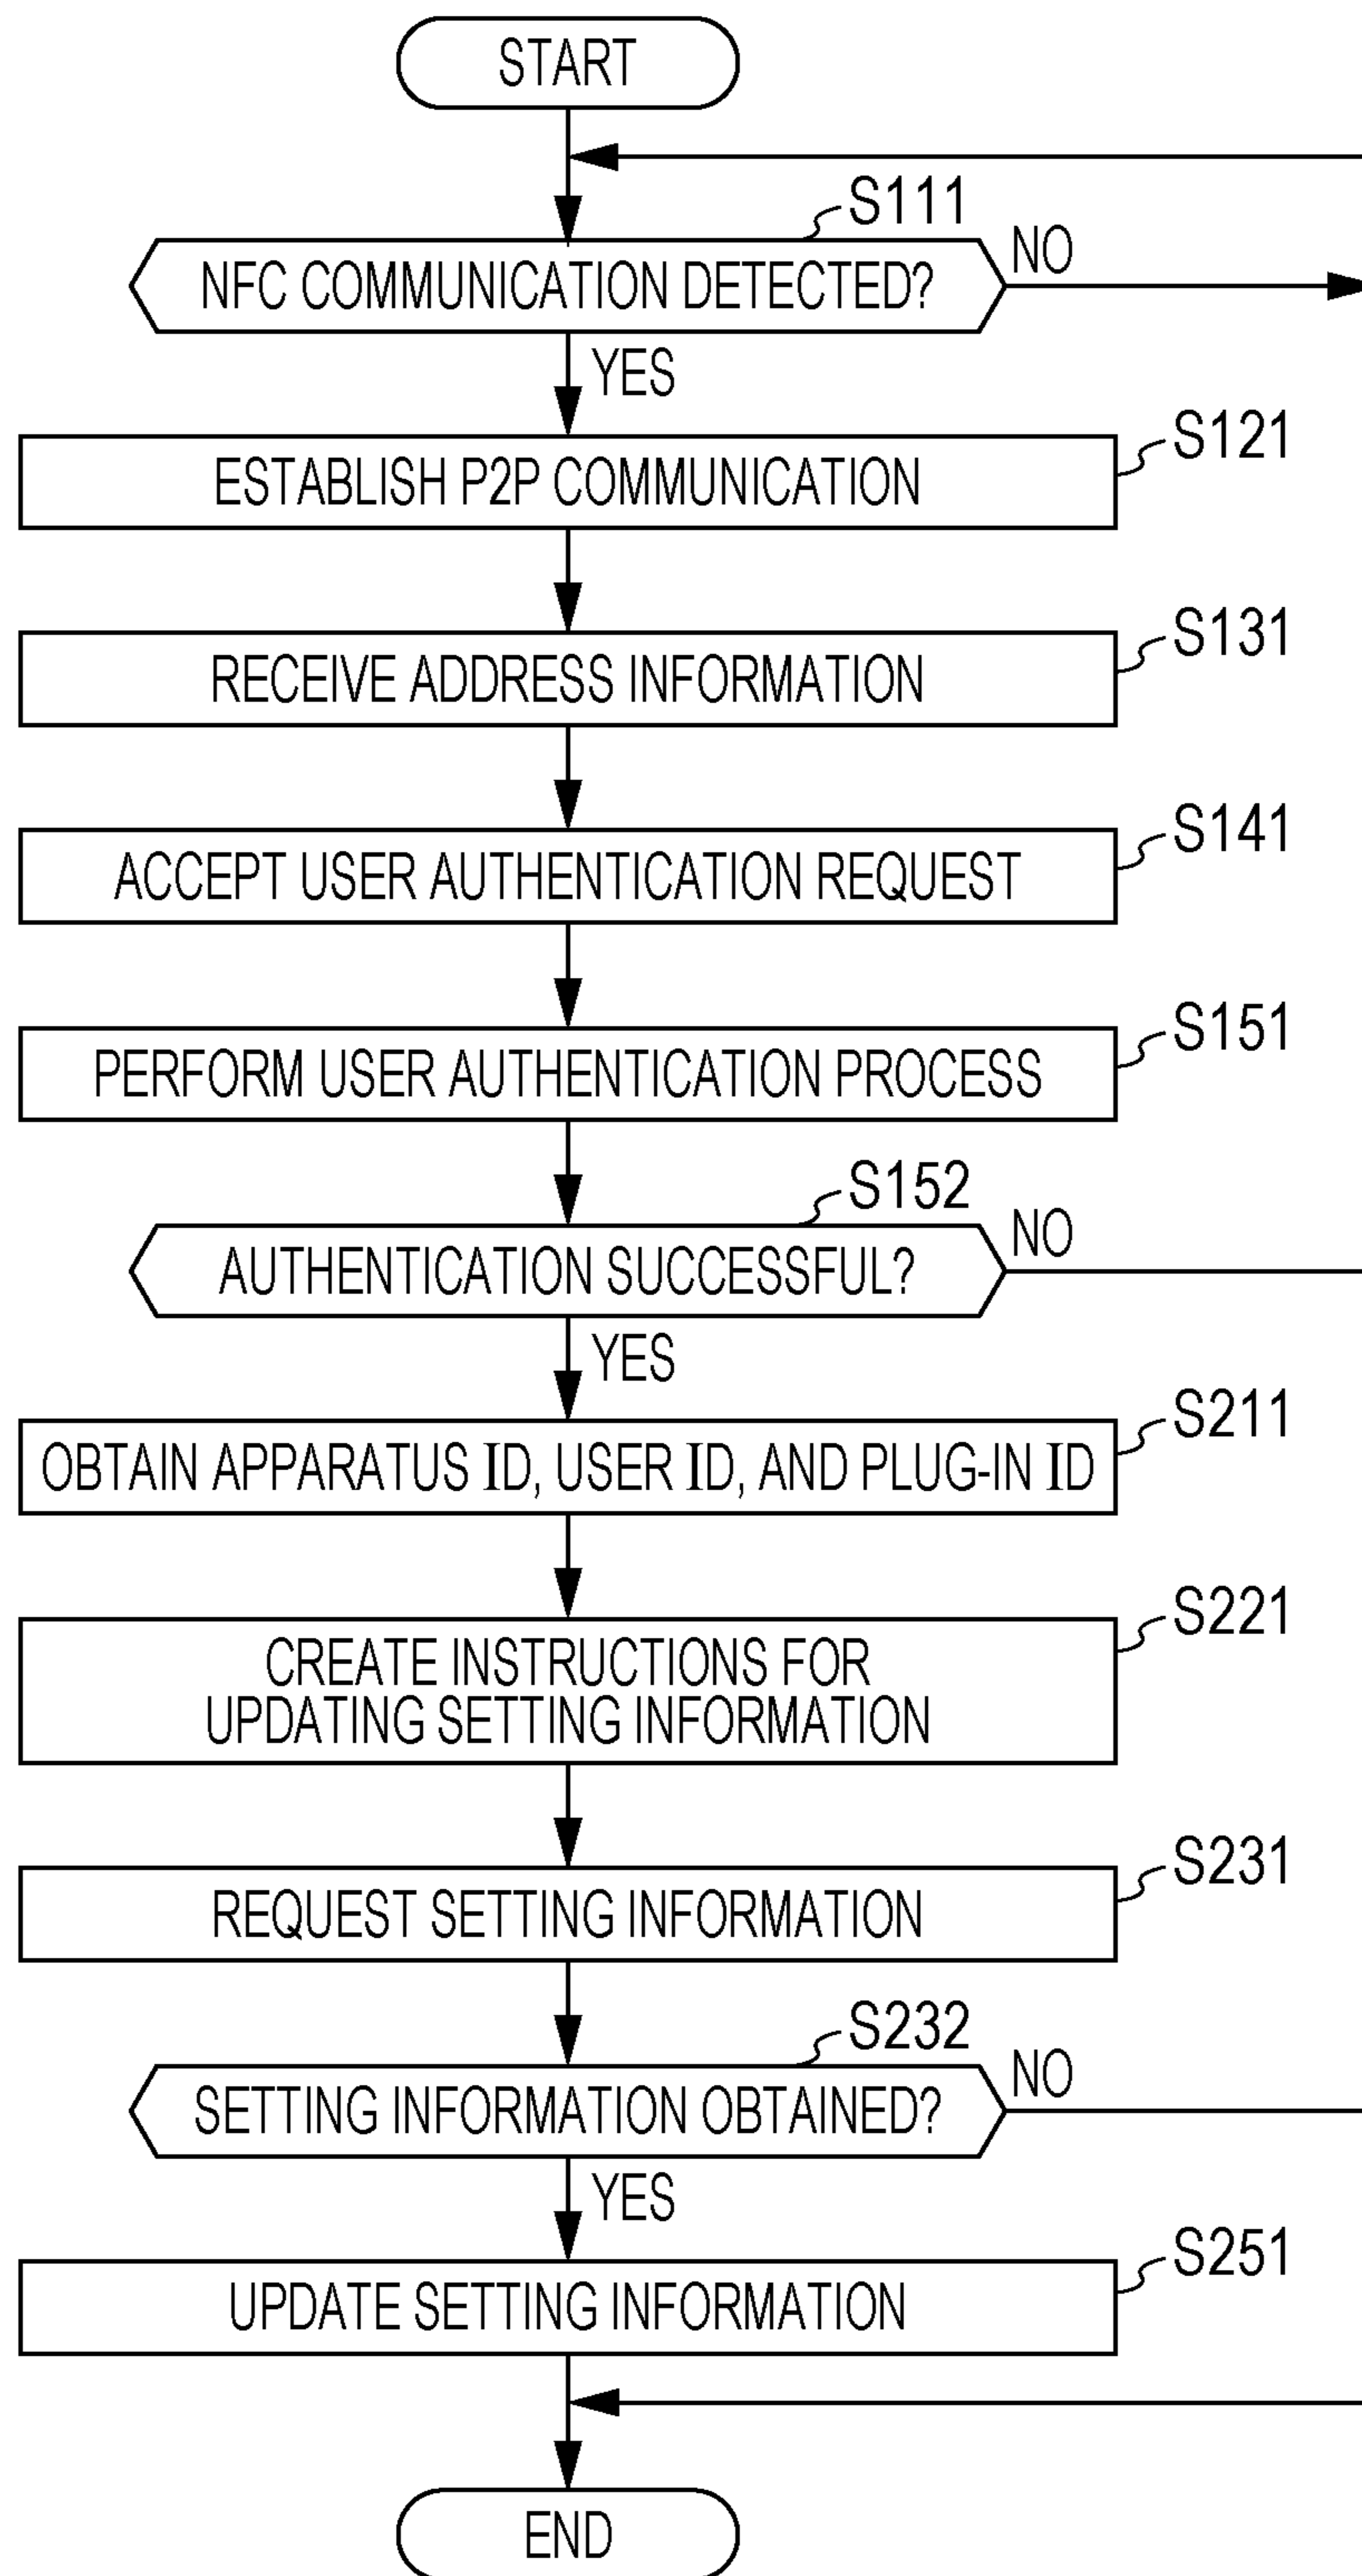 START
S111
NFC COMMUNICATION DETECTED?
NO
YES
S121
ESTABLISH P2P COMMUNICATION
S131
RECEIVE ADDRESS INFORMATION
S141
ACCEPT USER AUTHENTICATION REQUEST
S151
PERFORM USER AUTHENTICATION PROCESS
S152
AUTHENTICATION SUCCESSFUL?
NO
YES
S211
OBTAIN APPARATUS ID, USER ID, AND PLUG-IN ID
S221
CREATE INSTRUCTIONS FOR
UPDATING SETTING INFORMATION
S231
REQUEST SETTING INFORMATION
S232
SETTING INFORMATION OBTAINED?
NO
YES
S251
UPDATE SETTING INFORMATION
END